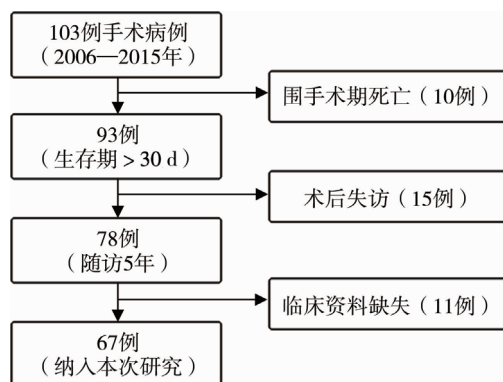 103例手术病例
（2006—2015年）
围手术期死亡（10例）
93例
（生存期＞30 d）
术后失访（15例）
78例
（随访5年）
临床资料缺失（11例）
67例
（纳入本次研究）